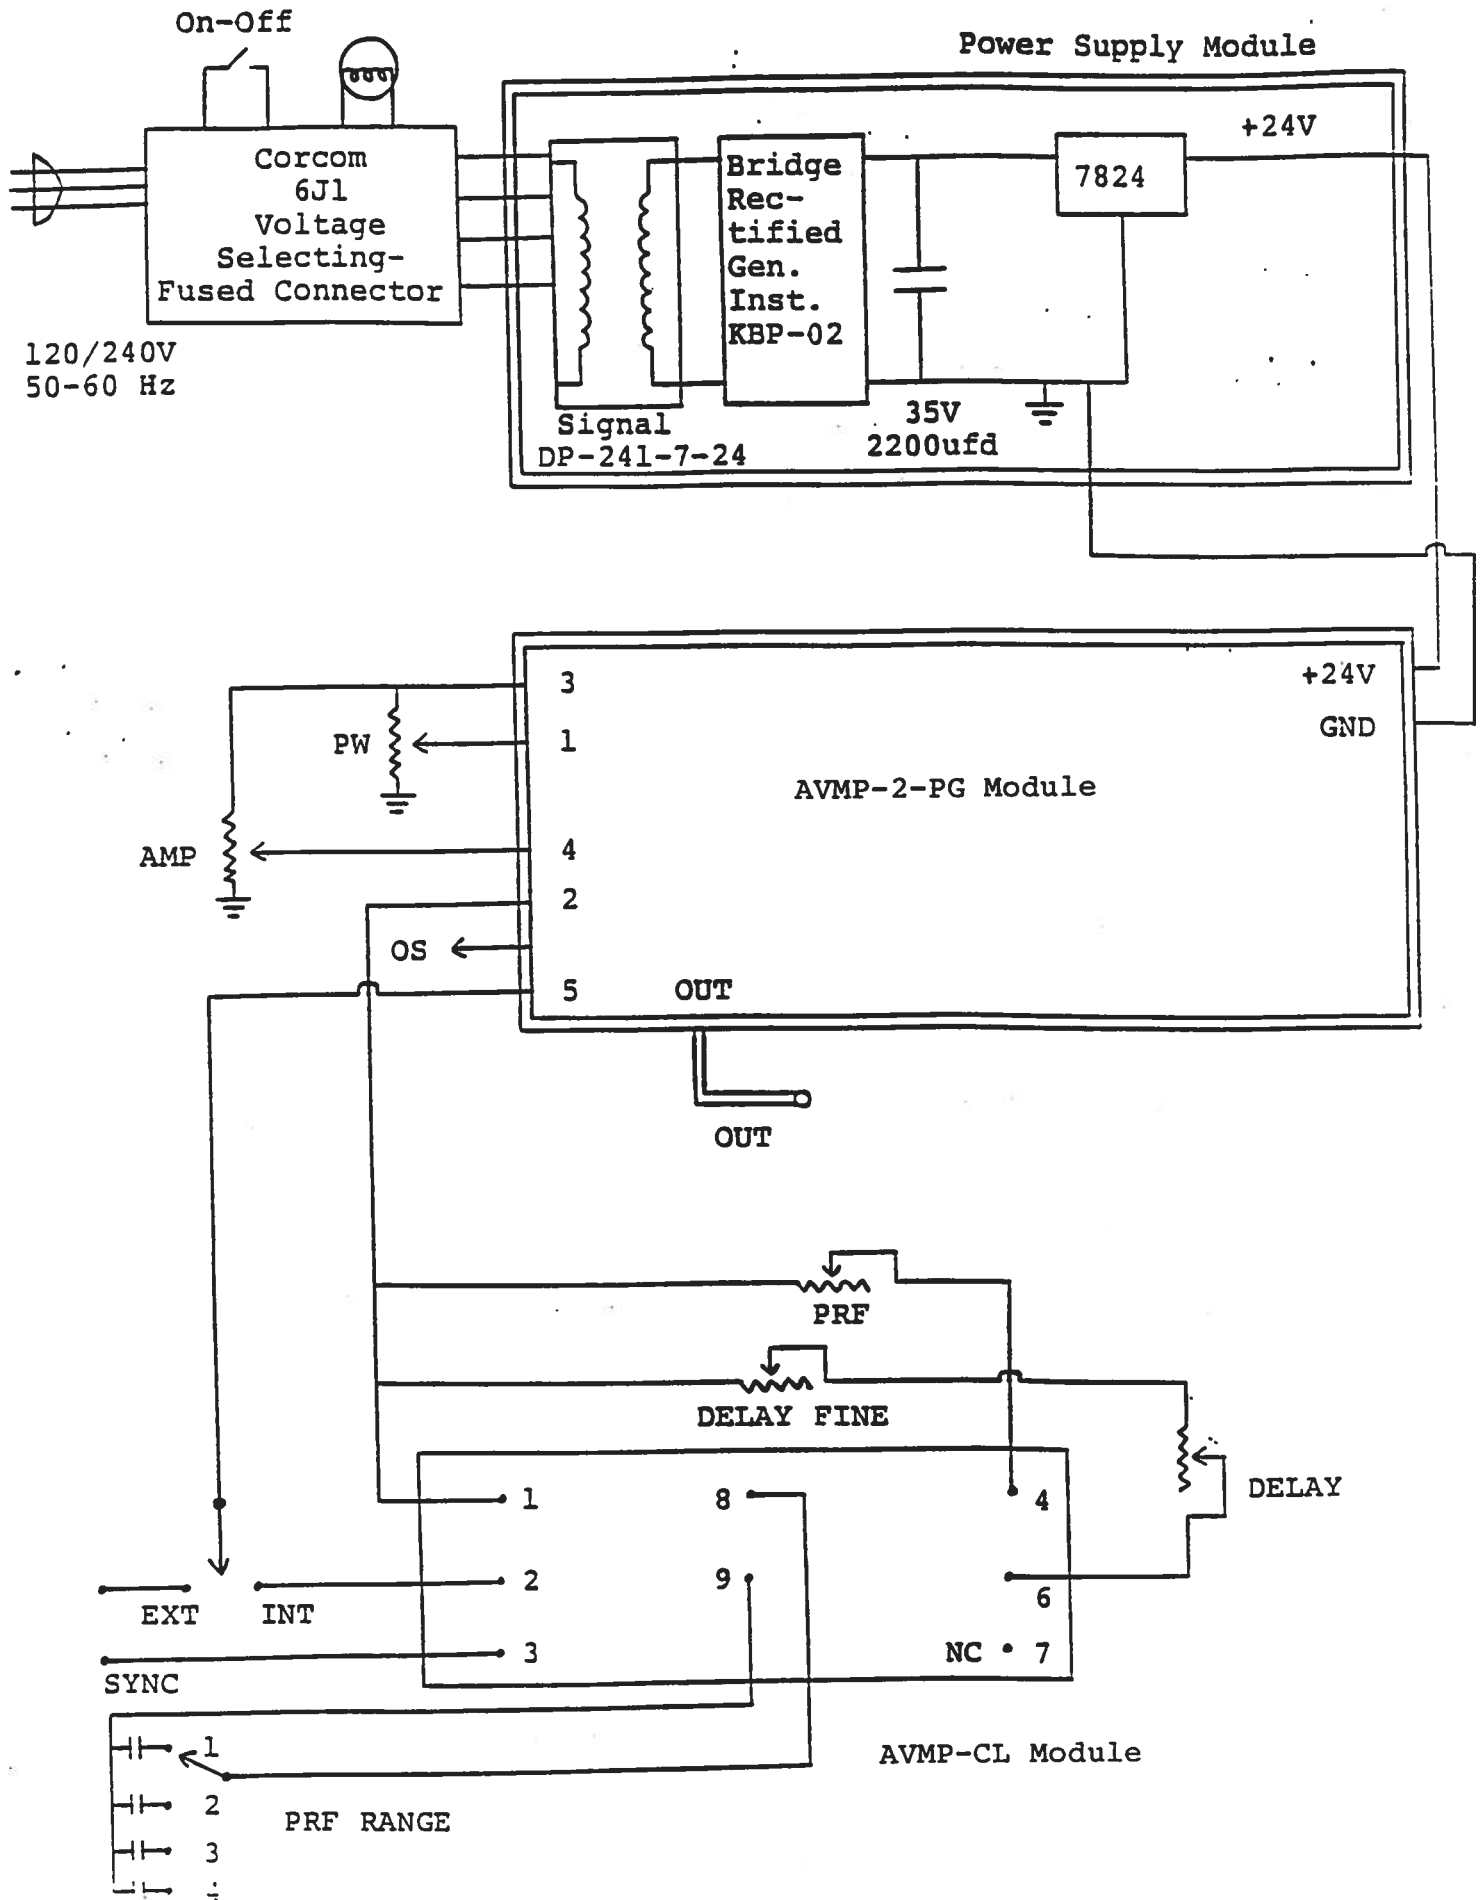 On-Off
Power Supply Module
Corcom
6J1
Voltage
Selecting-
Fused Connector
120/240V
50-60 Hz
Signal
DP-241-7-24
Bridge
Rec-
tified
Gen.
Inst.
KBP-02
35V
2200ufd
7824
+24V
3
+24V
PW
1
GND
AVMP-2-PG Module
AMP
4
2
OS
5
OUT
OUT
PRF
DELAY FINE
1
8
4
DELAY
2
9
6
EXT
INT
3
NC
7
SYNC
AVMP-CL Module
1
2
PRF RANGE
3